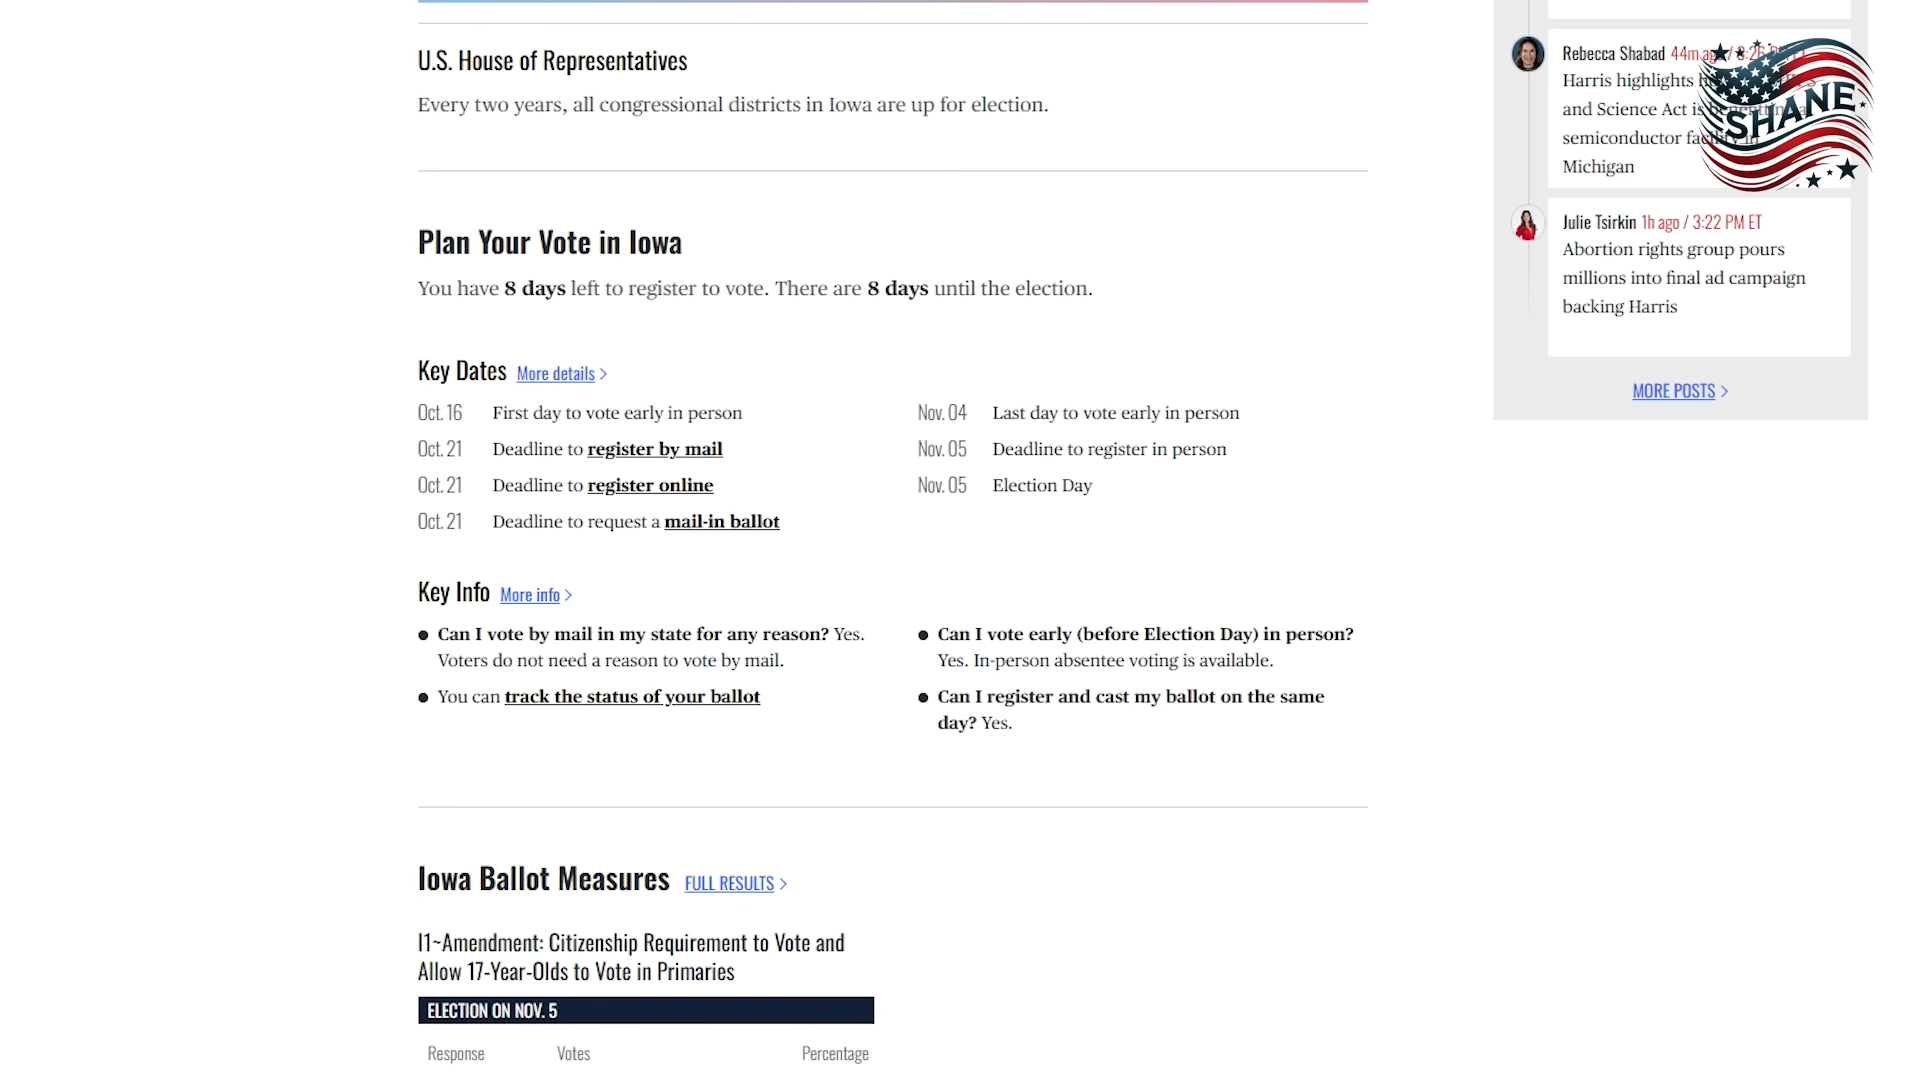 U.S. House of Representatives
Every two years, all congressional districts in Iowa are up for election.
Plan Your Vote in Iowa
You have 8 days left to register to vote. There are 8 days until the election.
Key Dates More details >
Oct. 16 First day to vote early in person
Oct. 21 Deadline to register by mail
Oct. 21 Deadline to register online
Oct. 21 Deadline to request a mail-in ballot
Nov. 04 Last day to vote early in person
Nov. 05 Deadline to register in person
Nov. 05 Election Day
Key Info More info >
● Can I vote by mail in my state for any reason? Yes.
Voters do not need a reason to vote by mail.
● You can track the status of your ballot
● Can I vote early (before Election Day) in person?
Yes. In-person absentee voting is available.
● Can I register and cast my ballot on the same
day? Yes.
Iowa Ballot Measures FULL RESULTS >
I1~Amendment: Citizenship Requirement to Vote and
Allow 17-Year-Olds to Vote in Primaries
ELECTION ON NOV. 5
Response Votes Percentage
Rebecca Shabad 44m ago /
Harris highlights
and Science Act is
semiconductor facility in
Michigan
SHANE
Julie Tsirkin 1h ago / 3:22 PM ET
Abortion rights group pours
millions into final ad campaign
backing Harris
MORE POSTS >